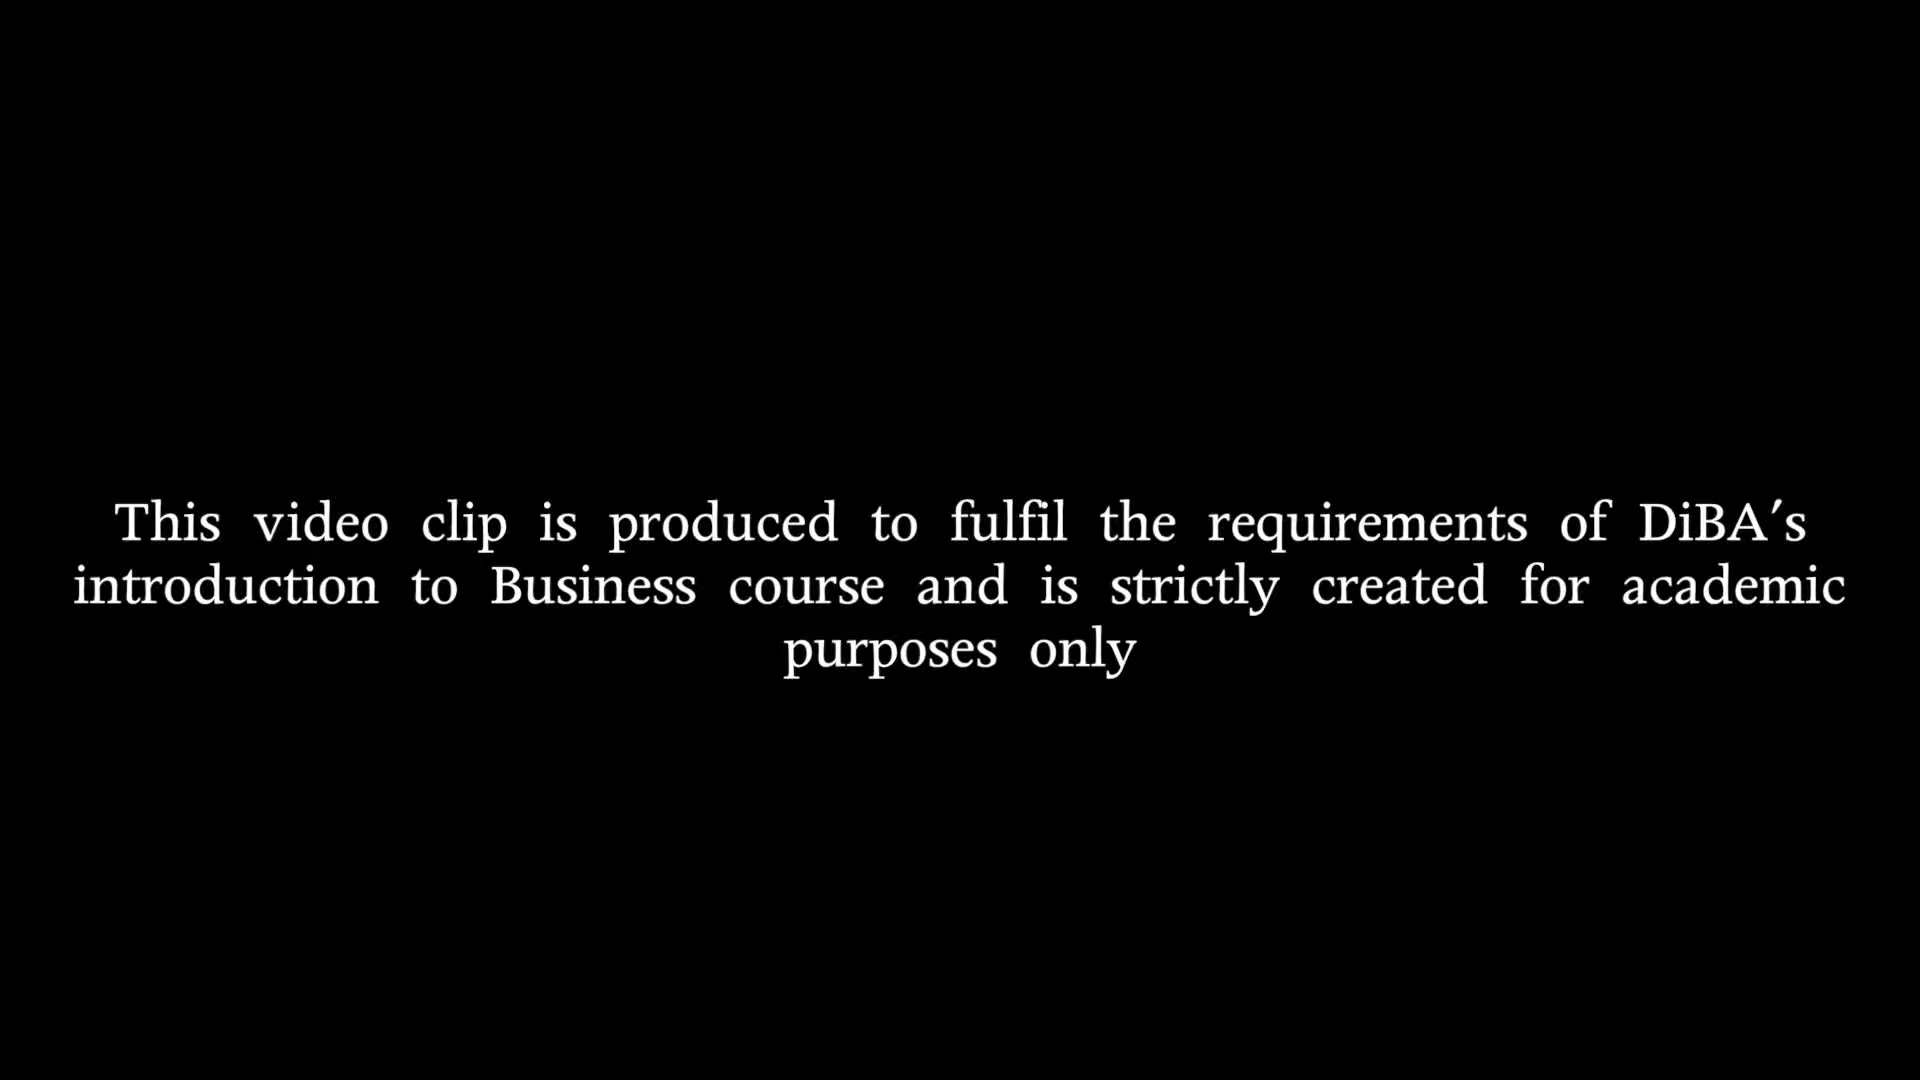 This video clip is produced to fulfil the requirements of DiBA's
introduction to Business course and is strictly created for academic
purposes only